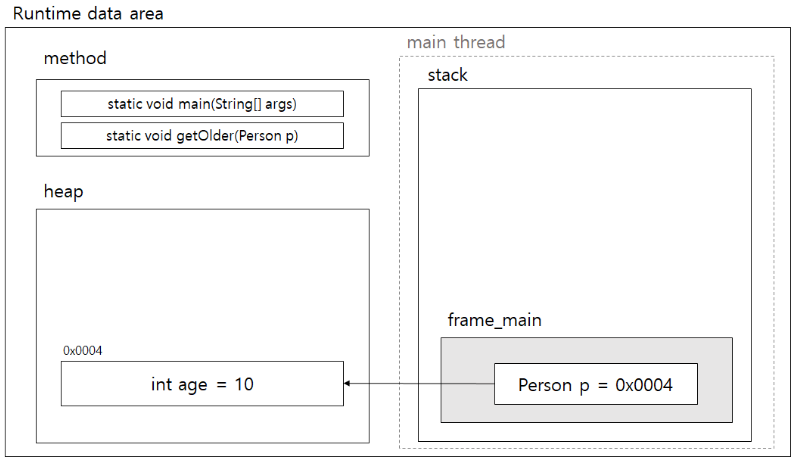 Runtime data area
method
static void main(String[] args)
static void getOlder(Person p)
heap
0x0004
int age = 10
main thread
stack
frame_main
Person p = 0x0004